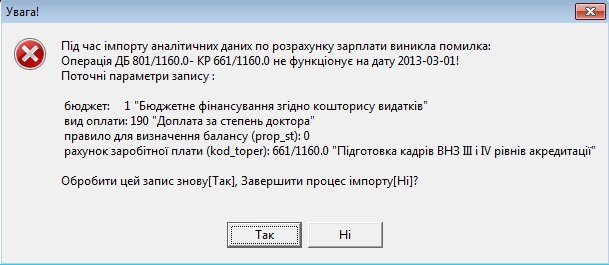 Увага!
Під час імпорту аналітичних даних по розрахунку зарплати виникла помилка:
Операція ДБ 801/1160.0- КР 661/1160.0 не функціонує на дату 2013-03-01!
Поточні параметри запису :
бюджет: 1 "Бюджетне фінансування згідно кошторису видатків"
вид оплати: 190 "Доплата за степень доктора"
правило для визначення балансу (prop_st): 0
рахунок заробітної плати (kod_toper): 661/1160.0 "Підготовка кадрів ВНЗ III і IV рівнів акредитації"
Обробити цей запис знову[Так], Завершити процес імпорту[Ні]?
Так
Ні